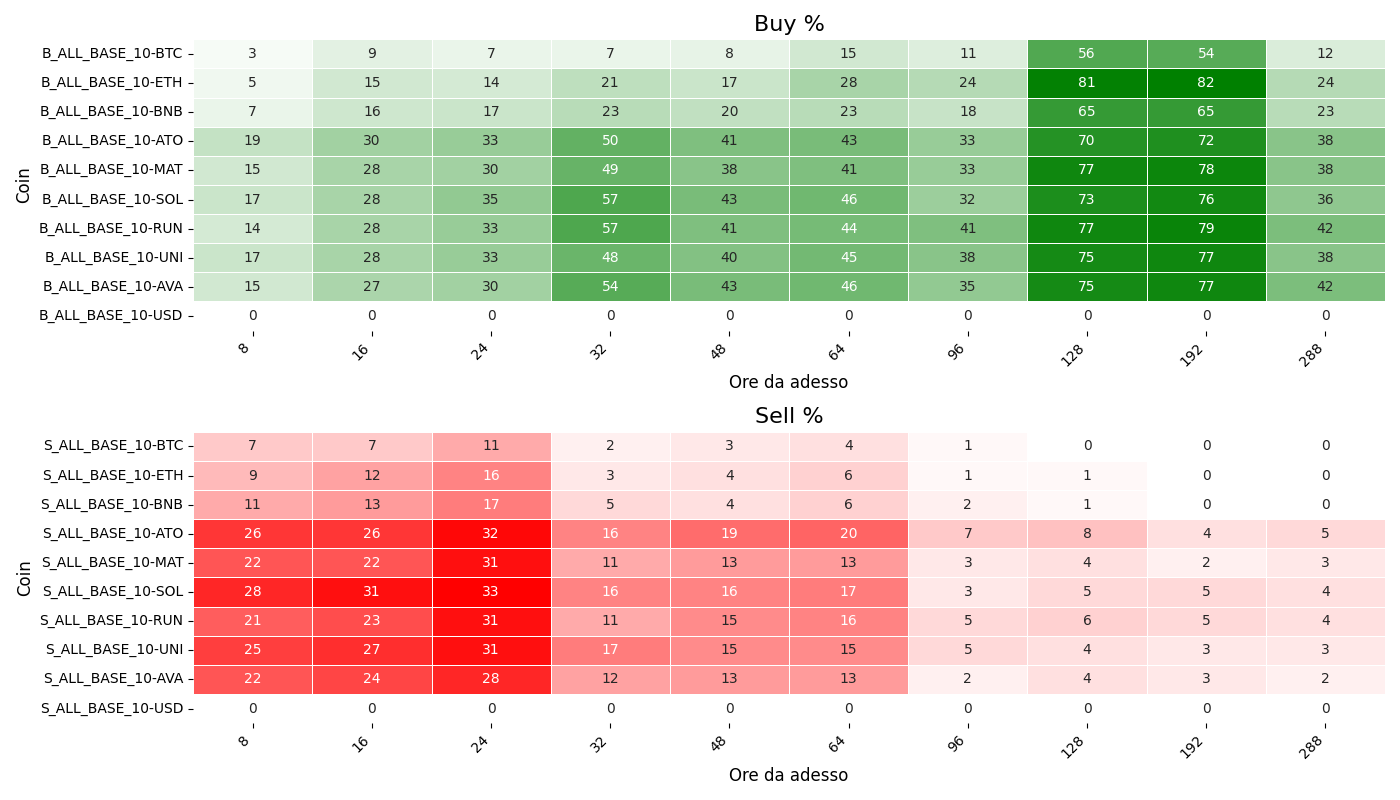 Buy %
Coin
B_ALL_BASE_10-BTC 3 9 7 7 8 15 11 56 54 12
B_ALL_BASE_10-ETH 5 15 14 21 17 28 24 81 82 24
B_ALL_BASE_10-BNB 7 16 17 23 20 23 18 65 65 23
B_ALL_BASE_10-ATO 19 30 33 50 41 43 33 70 72 38
B_ALL_BASE_10-MAT 15 28 30 49 38 41 33 77 78 38
B_ALL_BASE_10-SOL 17 28 35 57 43 46 32 73 76 36
B_ALL_BASE_10-RUN 14 28 33 57 41 44 41 77 79 42
B_ALL_BASE_10-UNI 17 28 33 48 40 45 38 75 77 38
B_ALL_BASE_10-AVA 15 27 30 54 43 46 35 75 77 42
B_ALL_BASE_10-USD 0 0 0 0 0 0 0 0 0 0
8 16 24 32 48 64 96 128 192 288
Ore da adesso
Sell %
Coin
S_ALL_BASE_10-BTC 7 7 11 2 3 4 1 0 0 0
S_ALL_BASE_10-ETH 9 12 16 3 4 6 1 1 0 0
S_ALL_BASE_10-BNB 11 13 17 5 4 6 2 1 0 0
S_ALL_BASE_10-ATO 26 26 32 16 19 20 7 8 4 5
S_ALL_BASE_10-MAT 22 22 31 11 13 13 3 4 2 3
S_ALL_BASE_10-SOL 28 31 33 16 16 17 3 5 5 4
S_ALL_BASE_10-RUN 21 23 31 11 15 16 5 6 5 4
S_ALL_BASE_10-UNI 25 27 31 17 15 15 5 4 3 3
S_ALL_BASE_10-AVA 22 24 28 12 13 13 2 4 3 2
S_ALL_BASE_10-USD 0 0 0 0 0 0 0 0 0 0
8 16 24 32 48 64 96 128 192 288
Ore da adesso